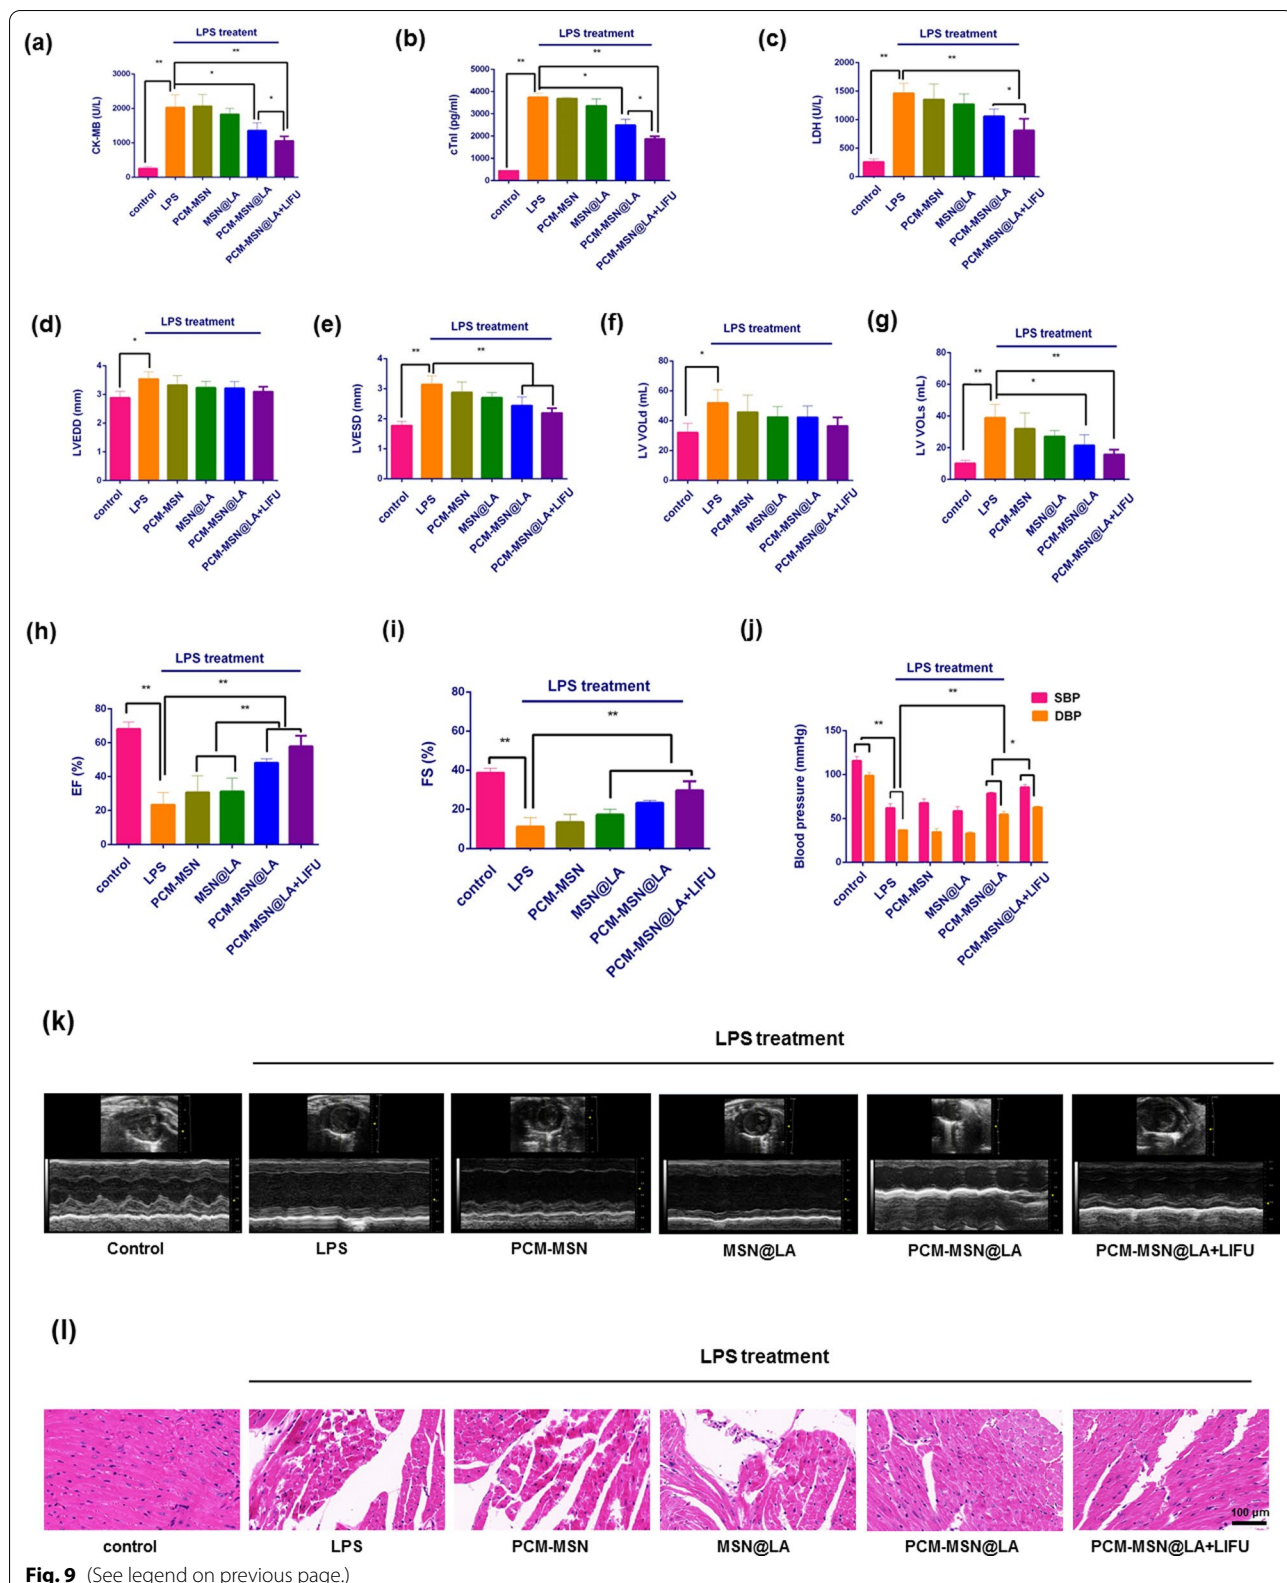 (a)
LPS treatent
**
**
*
*
CK-MB (U/L)
3000
2000
1000
0
control
LPS
PCM-MSN
MSN@LA
PCM-MSN@LA
PCM-MSN@LA+LIFU
(b)
LPS treatment
**
**
*
*
cTnI (pg/ml)
5000
4000
3000
2000
1000
0
control
LPS
PCM-MSN
MSN@LA
PCM-MSN@LA
PCM-MSN@LA+LIFU
(c)
LPS treatment
**
**
*
LDH (U/L)
2000
1500
1000
500
0
control
LPS
PCM-MSN
MSN@LA
PCM-MSN@LA
PCM-MSN@LA+LIFU
(d)
LPS treatment
*
LVEDD (mm)
4
3
2
1
0
control
LPS
PCM-MSN
MSN@LA
PCM-MSN@LA
PCM-MSN@LA+LIFU
(e)
LPS treatment
**
**
LVESD (mm)
4
3
2
1
0
control
LPS
PCM-MSN
MSN@LA
PCM-MSN@LA
PCM-MSN@LA+LIFU
(f)
LPS treatment
*
LV VOLd (mL)
80
60
40
20
0
control
LPS
PCM-MSN
MSN@LA
PCM-MSN@LA
PCM-MSN@LA+LIFU
(g)
LPS treatment
**
**
*
LV VOLs (mL)
80
60
40
20
0
control
LPS
PCM-MSN
MSN@LA
PCM-MSN@LA
PCM-MSN@LA+LIFU
(h)
LPS treatment
**
**
**
EF (%)
80
60
40
20
0
control
LPS
PCM-MSN
MSN@LA
PCM-MSN@LA
PCM-MSN@LA+LIFU
(i)
LPS treatment
**
**
FS (%)
80
60
40
20
0
control
LPS
PCM-MSN
MSN@LA
PCM-MSN@LA
PCM-MSN@LA+LIFU
(j)
LPS treatment
**
**
*
SBP
DBP
Blood pressure (mmHg)
150
100
50
0
control
LPS
PCM-MSN
MSN@LA
PCM-MSN@LA
PCM-MSN@LA+LIFU
(k)
LPS treatment
Control
LPS
PCM-MSN
MSN@LA
PCM-MSN@LA
PCM-MSN@LA+LIFU
(l)
LPS treatment
100 μm
control
LPS
PCM-MSN
MSN@LA
PCM-MSN@LA
PCM-MSN@LA+LIFU
Fig. 9 (See legend on previous page.)